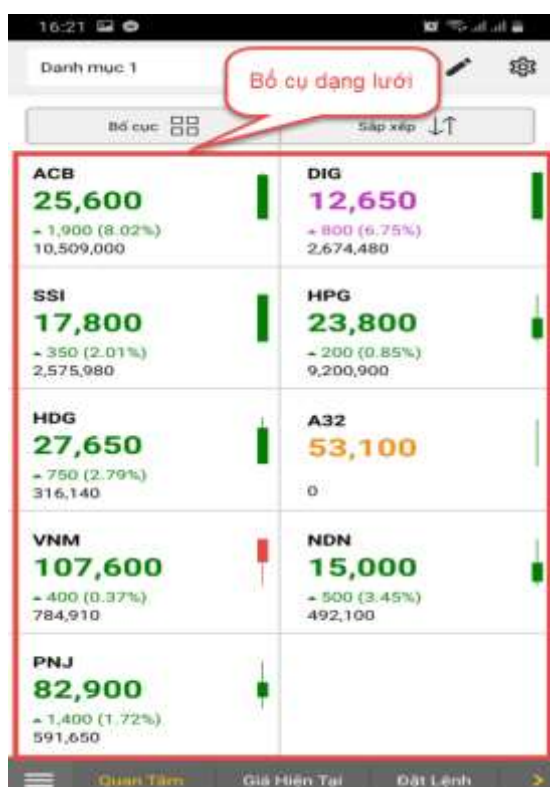 16:21
Danh mục 1
Bố cụ dạng lưới
Bố cục
Sắp xếp
ACB
25,600
1,900 (8.02%)
10,509,000
DIG
12,650
800 (6.75%)
2,674,480
SSI
17,800
350 (2.01%)
2,575,980
HPG
23,800
200 (0.85%)
9,200,900
HDG
27,650
750 (2.79%)
316,140
A32
53,100
0
VNM
107,600
400 (0.37%)
784,910
NDN
15,000
500 (3.45%)
492,100
PNJ
82,900
1,400 (1.72%)
591,650
Quan Tâm
Giá Hiện Tại
Đặt Lệnh